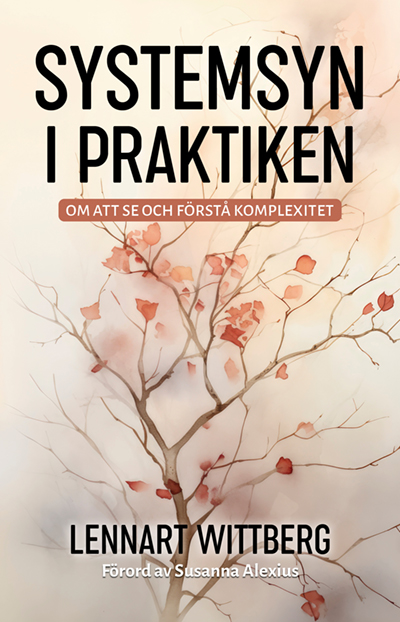 SYSTEMSYN
I PRAKTIKEN
OM ATT SE OCH FÖRSTÅ KOMPLEXITET
LENNART WITTBERG
Förord av Susanna Alexius